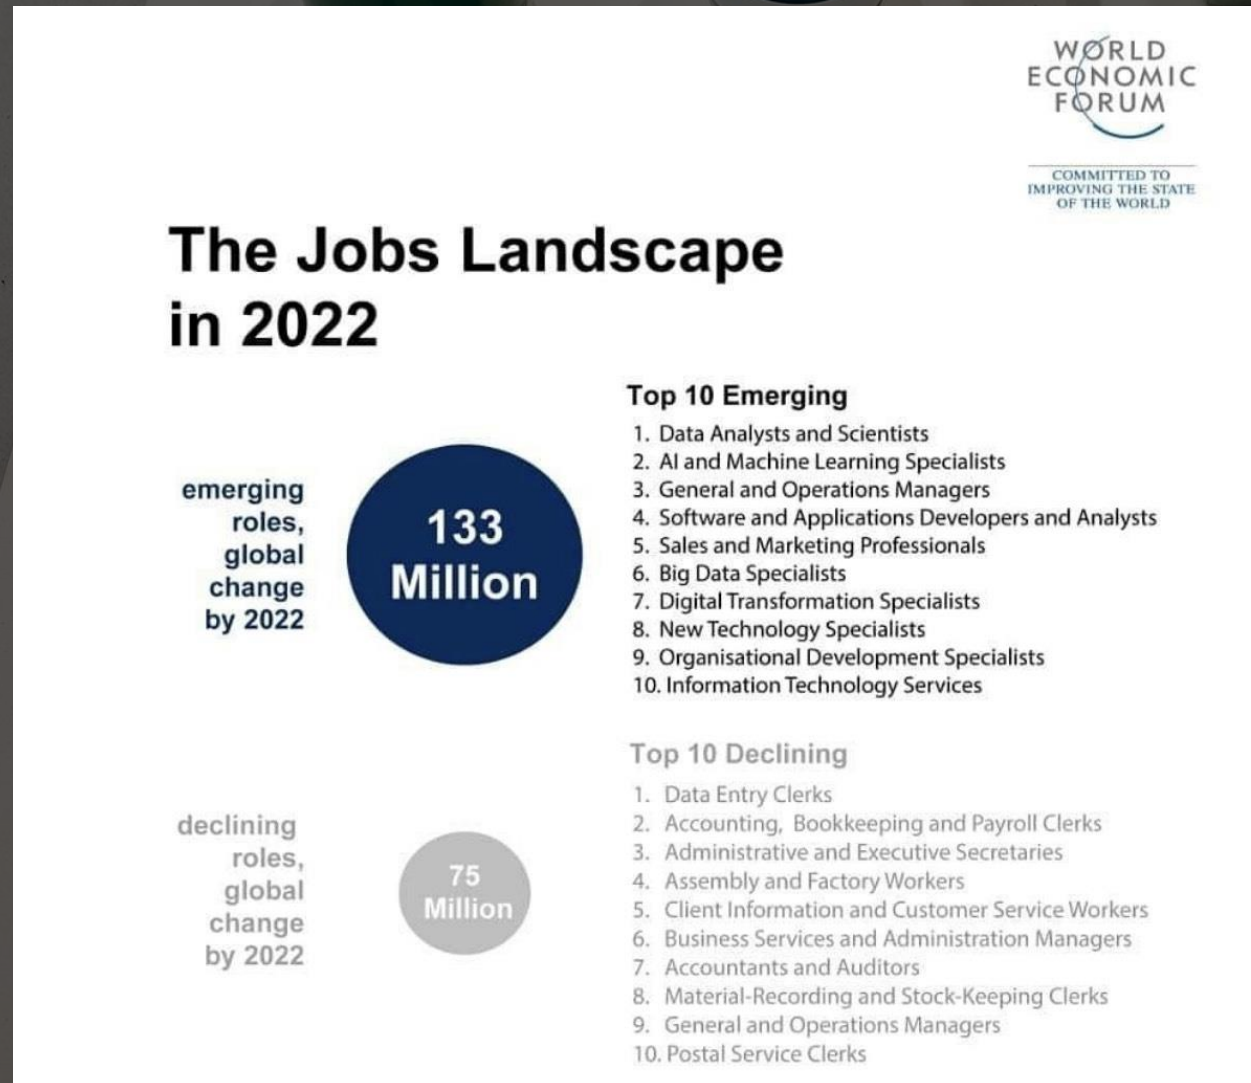 WORLD
ECONOMIC
FORUM
COMMITTED TO
IMPROVING THE STATE
OF THE WORLD
The Jobs Landscape
in 2022
emerging
roles,
global
change
by 2022
133
Million
Top 10 Emerging
1. Data Analysts and Scientists
2. AI and Machine Learning Specialists
3. General and Operations Managers
4. Software and Applications Developers and Analysts
5. Sales and Marketing Professionals
6. Big Data Specialists
7. Digital Transformation Specialists
8. New Technology Specialists
9. Organisational Development Specialists
10. Information Technology Services
declining
roles,
global
change
by 2022
75
Million
Top 10 Declining
1. Data Entry Clerks
2. Accounting, Bookkeeping and Payroll Clerks
3. Administrative and Executive Secretaries
4. Assembly and Factory Workers
5. Client Information and Customer Service Workers
6. Business Services and Administration Managers
7. Accountants and Auditors
8. Material-Recording and Stock-Keeping Clerks
9. General and Operations Managers
10. Postal Service Clerks